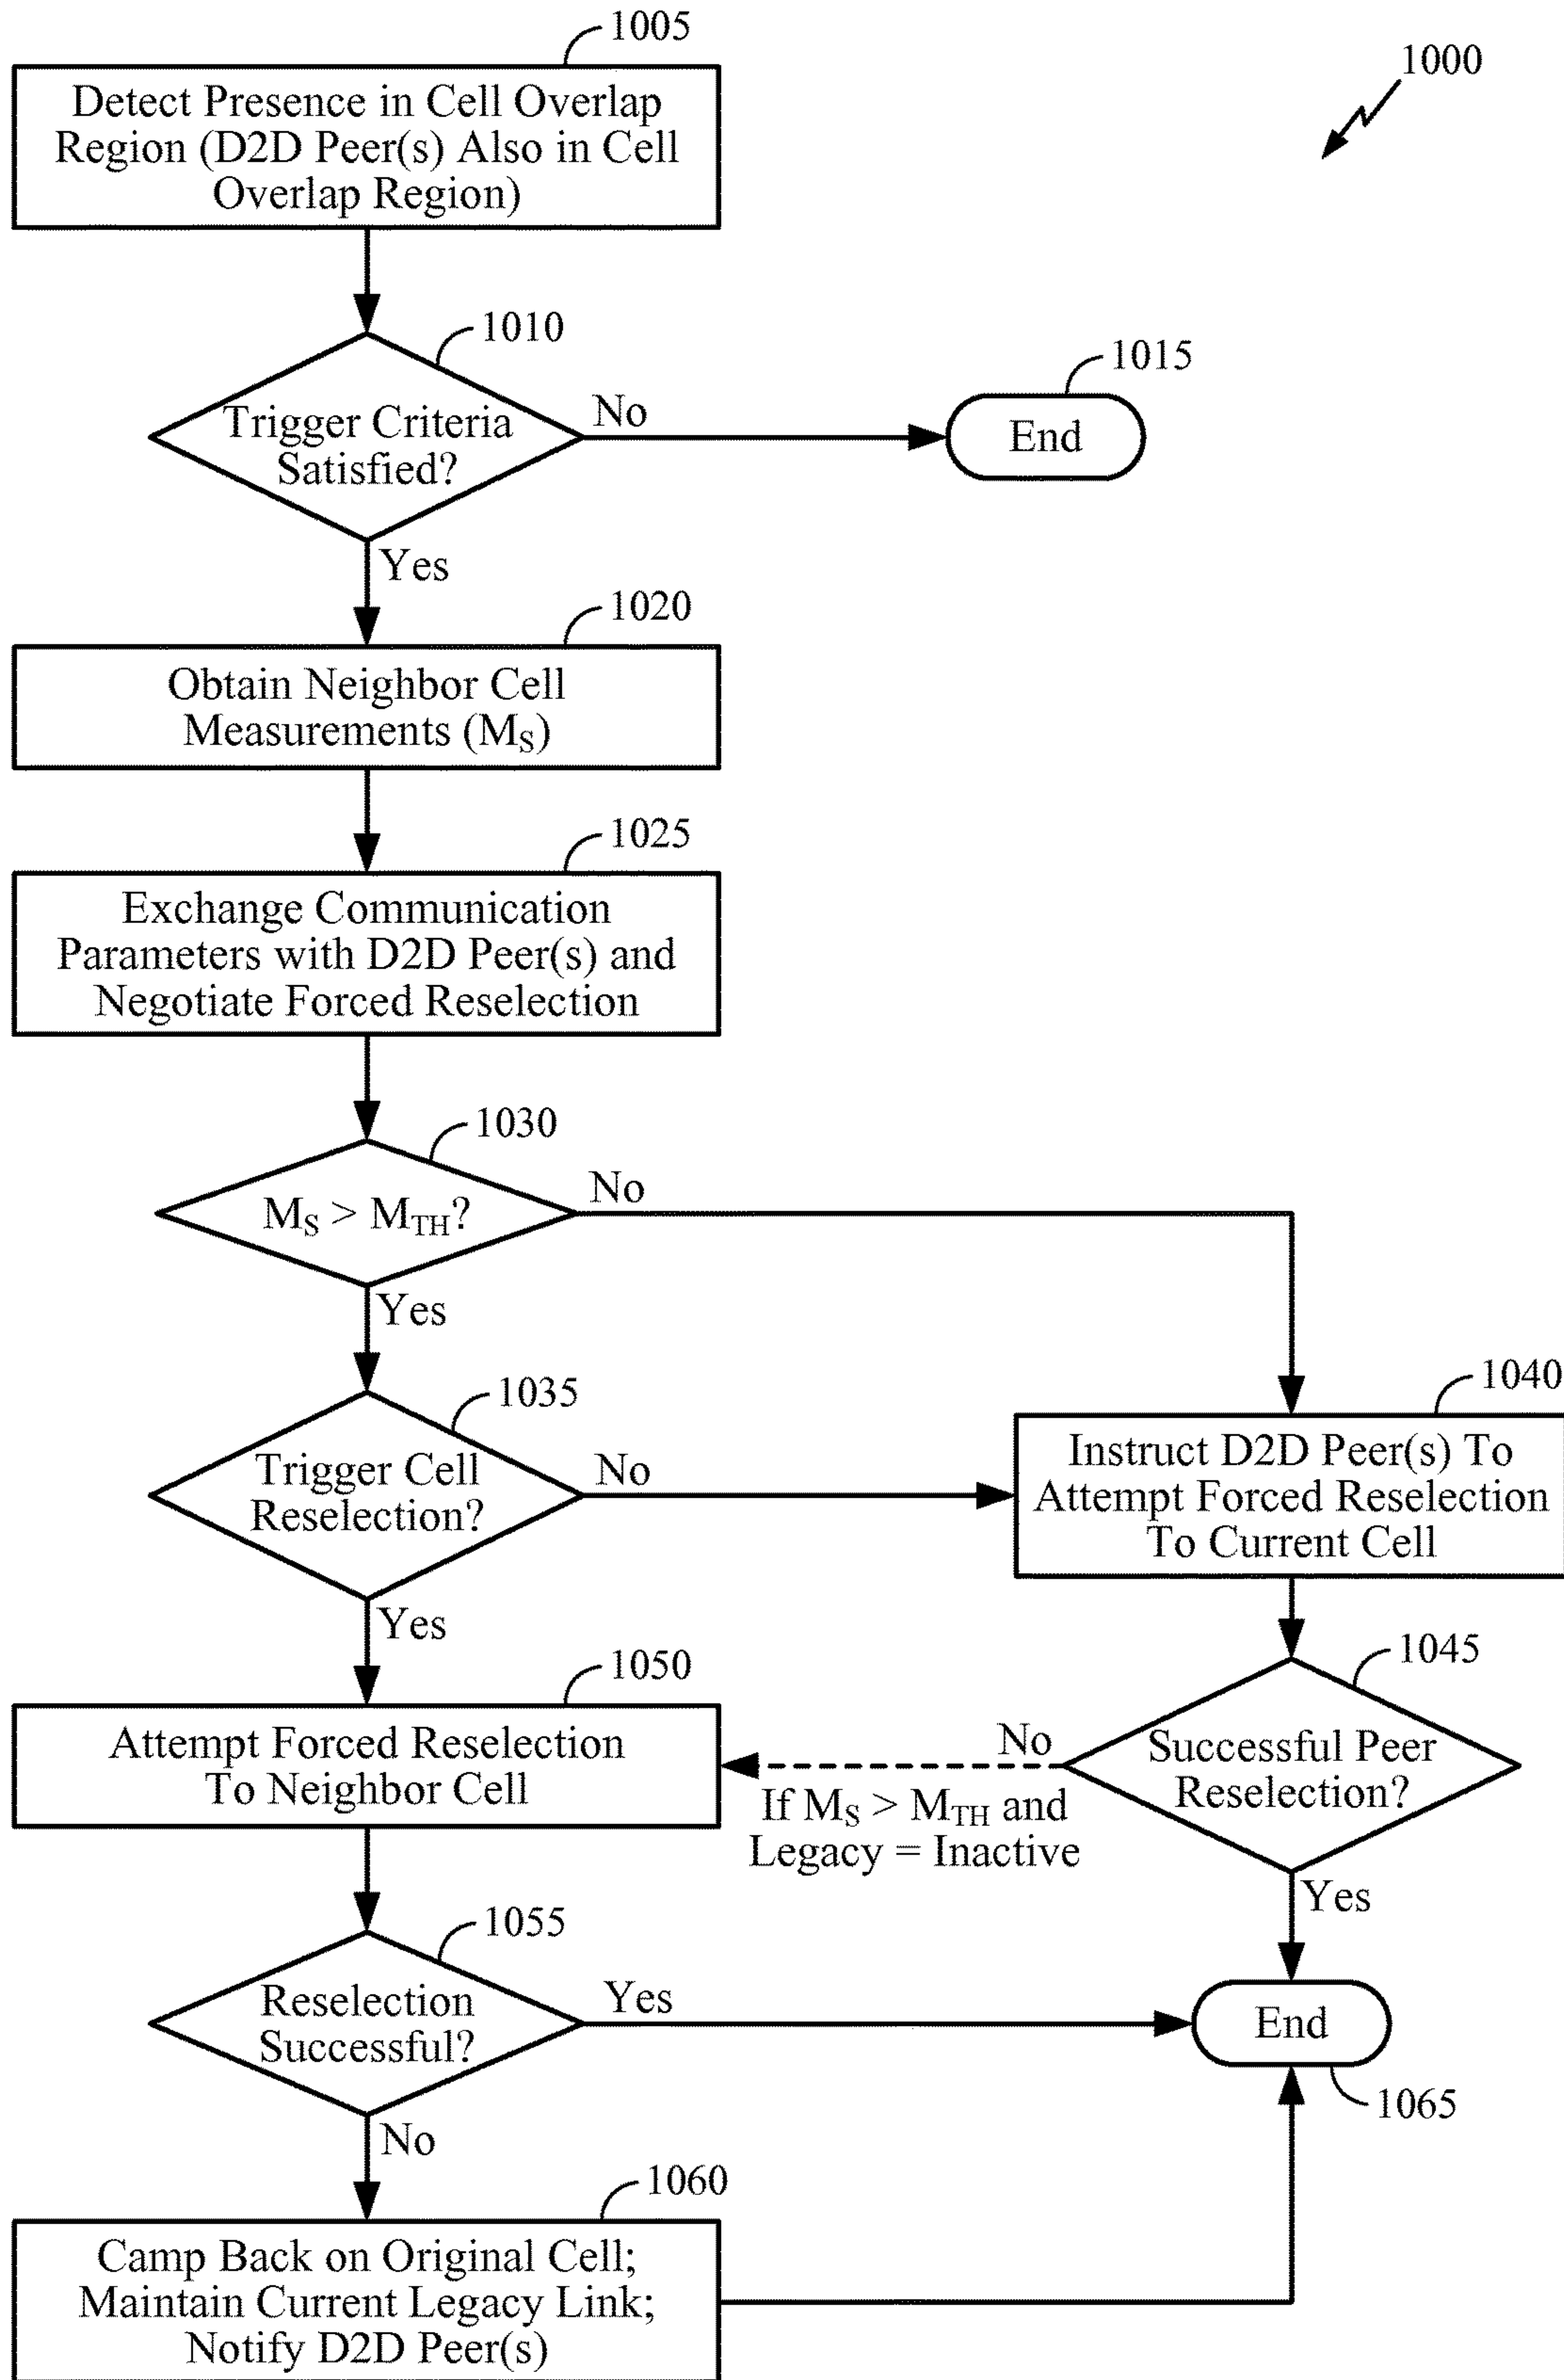 1005
1000
Detect Presence in Cell Overlap
Region (D2D Peer(s) Also in Cell
Overlap Region)
1010
Trigger Criteria
Satisfied?
No
1015
End
Yes
1020
Obtain Neighbor Cell
Measurements (MS)
1025
Exchange Communication
Parameters with D2D Peer(s) and
Negotiate Forced Reselection
1030
MS > MTH?
No
Yes
1035
Trigger Cell
Reselection?
No
1040
Instruct D2D Peer(s) To
Attempt Forced Reselection
To Current Cell
Yes
1050
Attempt Forced Reselection
To Neighbor Cell
1045
Successful Peer
Reselection?
No
If MS > MTH and
Legacy = Inactive
Yes
1055
Reselection
Successful?
Yes
End
1065
No
1060
Camp Back on Original Cell;
Maintain Current Legacy Link;
Notify D2D Peer(s)